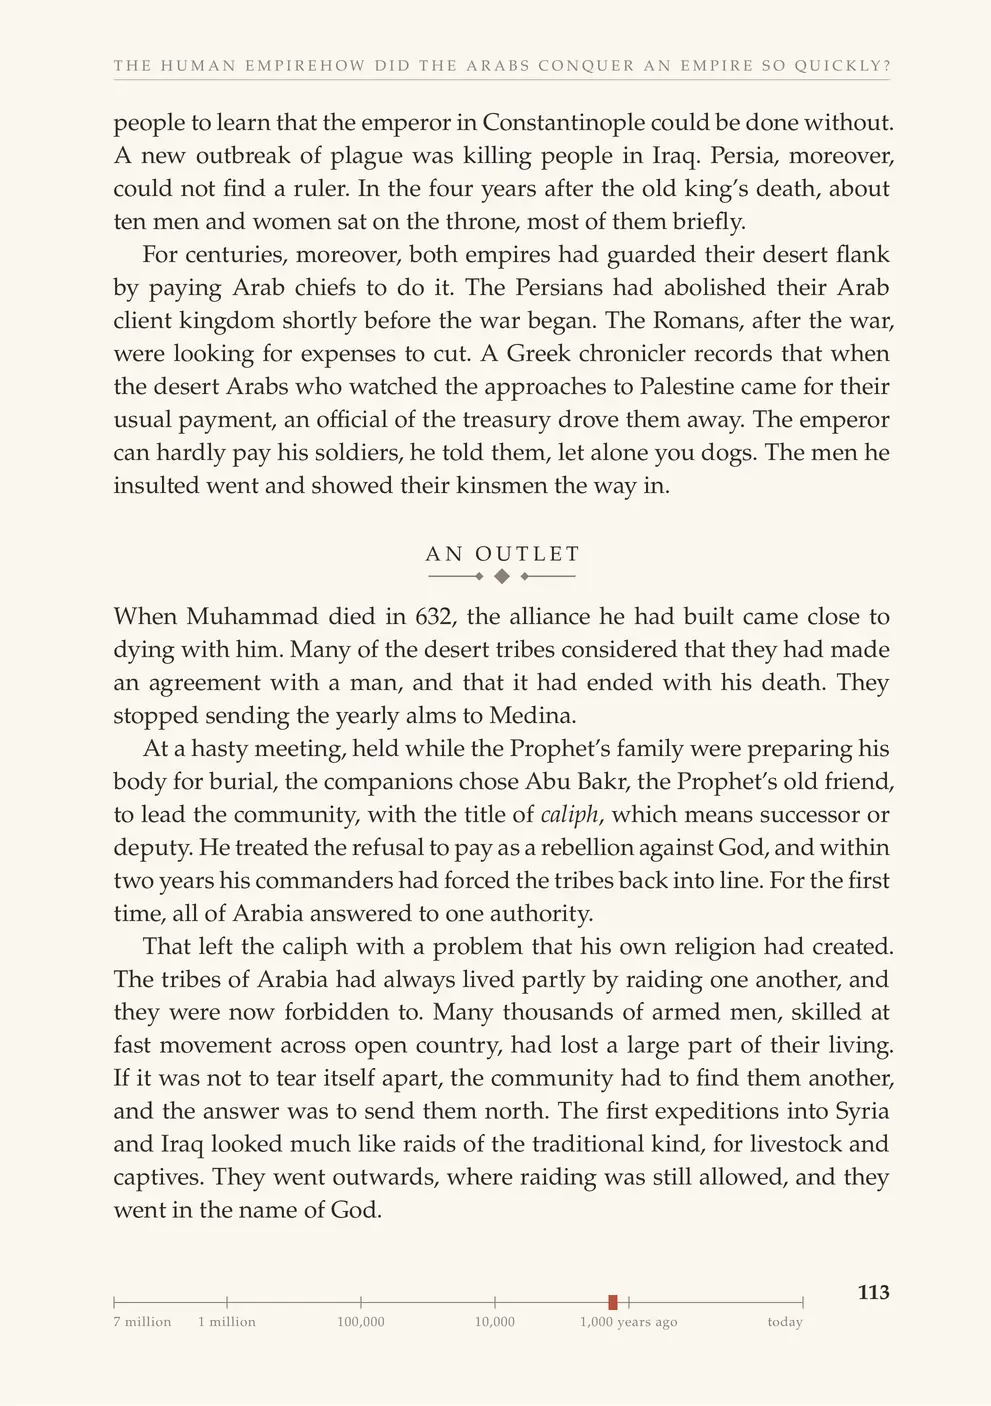 THE HUMAN EMPIREHOW DID THE ARABS CONQUER AN EMPIRE SO QUICKLY?
people to learn that the emperor in Constantinople could be done without.
A new outbreak of plague was killing people in Iraq. Persia, moreover,
could not find a ruler. In the four years after the old king’s death, about
ten men and women sat on the throne, most of them briefly.
For centuries, moreover, both empires had guarded their desert flank
by paying Arab chiefs to do it. The Persians had abolished their Arab
client kingdom shortly before the war began. The Romans, after the war,
were looking for expenses to cut. A Greek chronicler records that when
the desert Arabs who watched the approaches to Palestine came for their
usual payment, an official of the treasury drove them away. The emperor
can hardly pay his soldiers, he told them, let alone you dogs. The men he
insulted went and showed their kinsmen the way in.
AN OUTLET
When Muhammad died in 632, the alliance he had built came close to
dying with him. Many of the desert tribes considered that they had made
an agreement with a man, and that it had ended with his death. They
stopped sending the yearly alms to Medina.
At a hasty meeting, held while the Prophet’s family were preparing his
body for burial, the companions chose Abu Bakr, the Prophet’s old friend,
to lead the community, with the title of caliph, which means successor or
deputy. He treated the refusal to pay as a rebellion against God, and within
two years his commanders had forced the tribes back into line. For the first
time, all of Arabia answered to one authority.
That left the caliph with a problem that his own religion had created.
The tribes of Arabia had always lived partly by raiding one another, and
they were now forbidden to. Many thousands of armed men, skilled at
fast movement across open country, had lost a large part of their living.
If it was not to tear itself apart, the community had to find them another,
and the answer was to send them north. The first expeditions into Syria
and Iraq looked much like raids of the traditional kind, for livestock and
captives. They went outwards, where raiding was still allowed, and they
went in the name of God.
113
7 million 1 million 100,000 10,000 1,000 years ago today